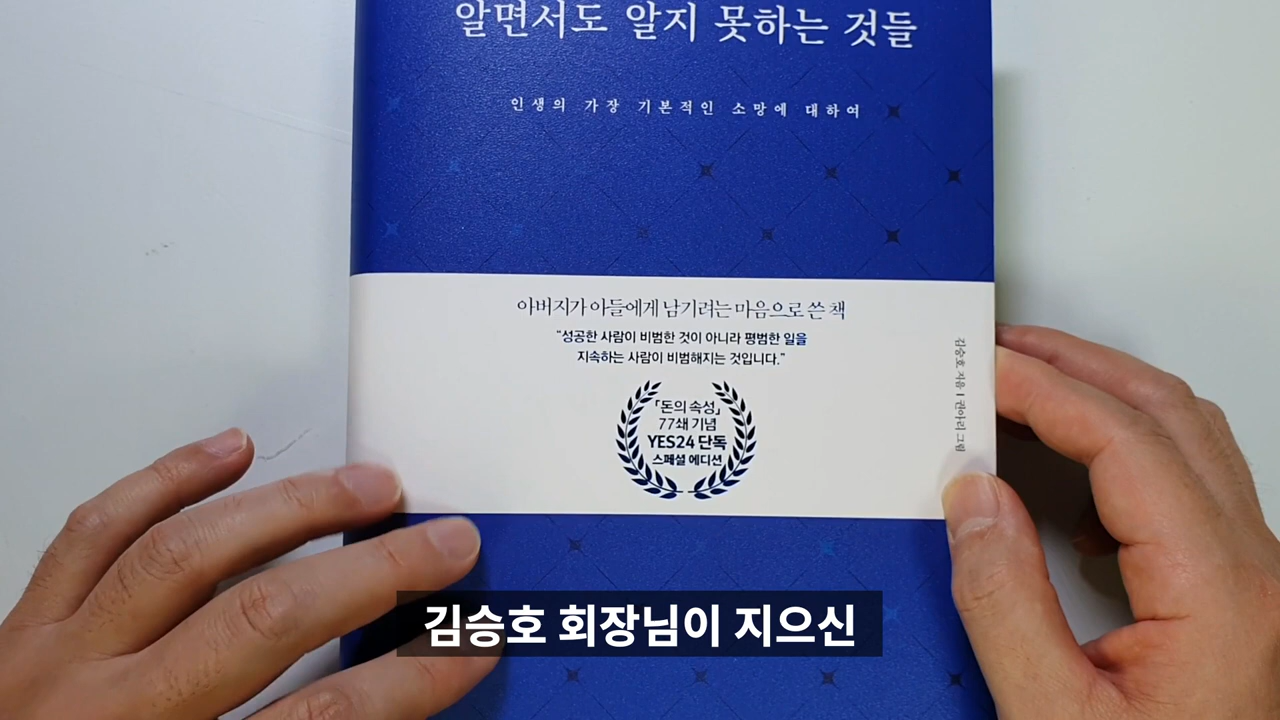 알면서도 알지 못하는 것들
인생의 가장 기본적인 소망에 대하여
아버지가 아들에게 남기려는 마음으로 쓴 책
“성공한 사람이 비범한 것이 아니라 평범한 일을
지속하는 사람이 비범해지는 것입니다.”
「돈의 속성」
77쇄 기념
YES24 단독
스페셜 에디션
김승호 지음 | 권아리 그림
김승호 회장님이 지으신